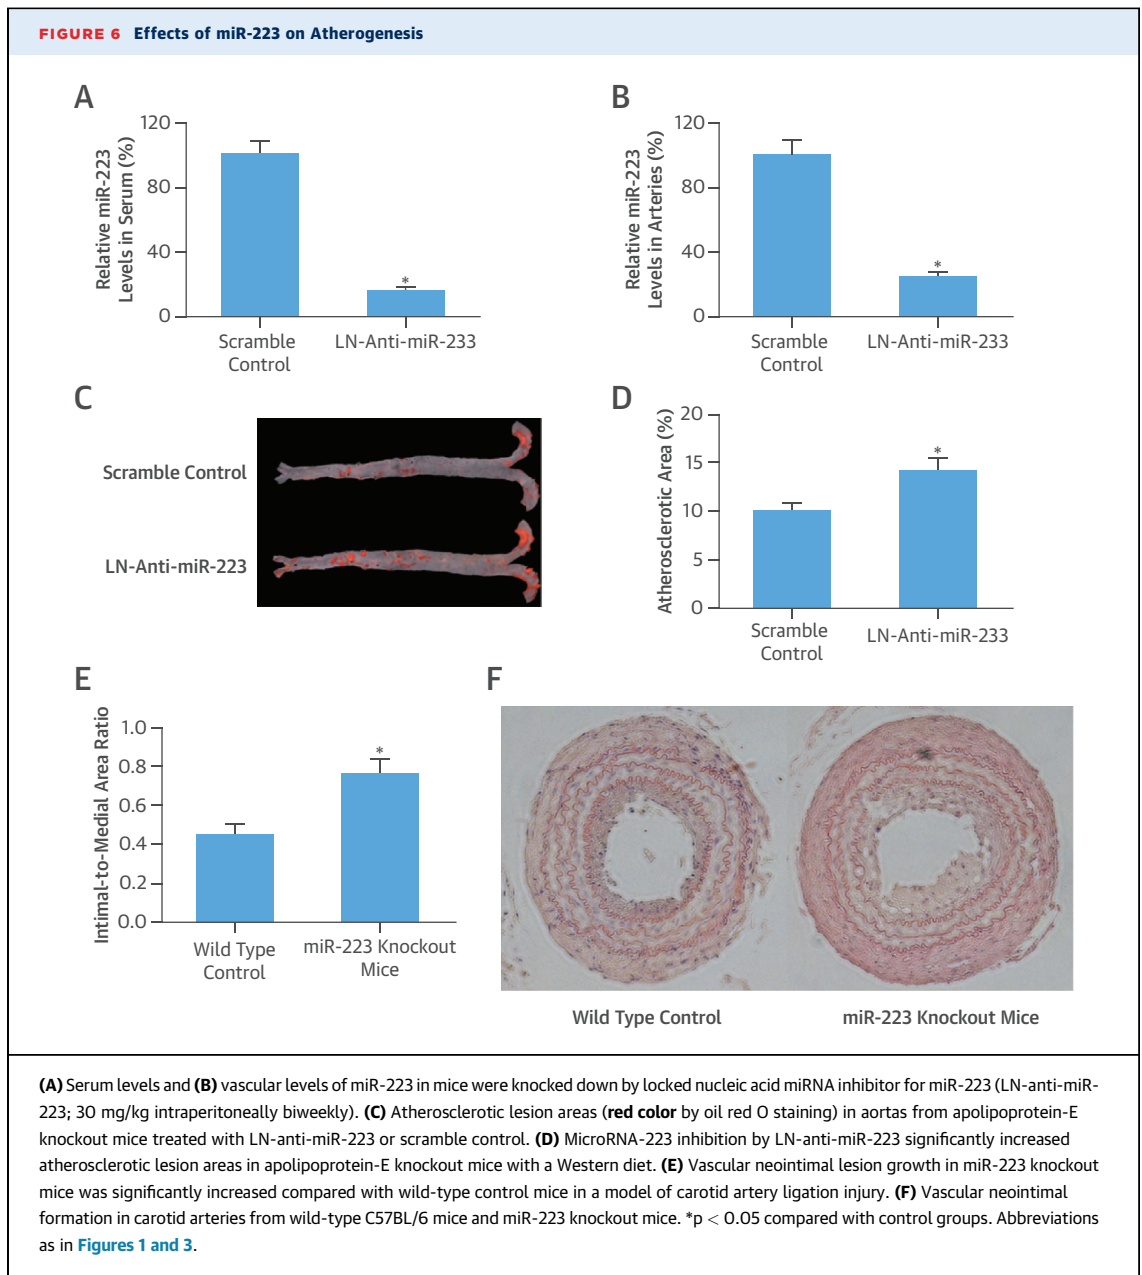 FIGURE 6 Effects of miR-223 on Atherogenesis
A
Relative miR-223
Levels in Serum (%)
120
80
40
0
*
Scramble
Control
LN-Anti-miR-233
B
Relative miR-223
Levels in Arteries (%)
120
80
40
0
*
Scramble
Control
LN-Anti-miR-233
C
Scramble Control
LN-Anti-miR-223
D
Atherosclerotic Area (%)
20
15
10
5
0
*
Scramble
Control
LN-Anti-miR-233
E
Intimal-to-Medial Area Ratio
1.0
0.8
0.6
0.4
0.2
0.0
*
Wild Type
Control
miR-223 Knockout
Mice
F
Wild Type Control
miR-223 Knockout Mice
(A) Serum levels and (B) vascular levels of miR-223 in mice were knocked down by locked nucleic acid miRNA inhibitor for miR-223 (LN-anti-miR-
223; 30 mg/kg intraperitoneally biweekly). (C) Atherosclerotic lesion areas (red color by oil red O staining) in aortas from apolipoprotein-E
knockout mice treated with LN-anti-miR-223 or scramble control. (D) MicroRNA-223 inhibition by LN-anti-miR-223 significantly increased
atherosclerotic lesion areas in apolipoprotein-E knockout mice with a Western diet. (E) Vascular neointimal lesion growth in miR-223 knockout
mice was significantly increased compared with wild-type control mice in a model of carotid artery ligation injury. (F) Vascular neointimal
formation in carotid arteries from wild-type C57BL/6 mice and miR-223 knockout mice. *p < 0.05 compared with control groups. Abbreviations
as in Figures 1 and 3.